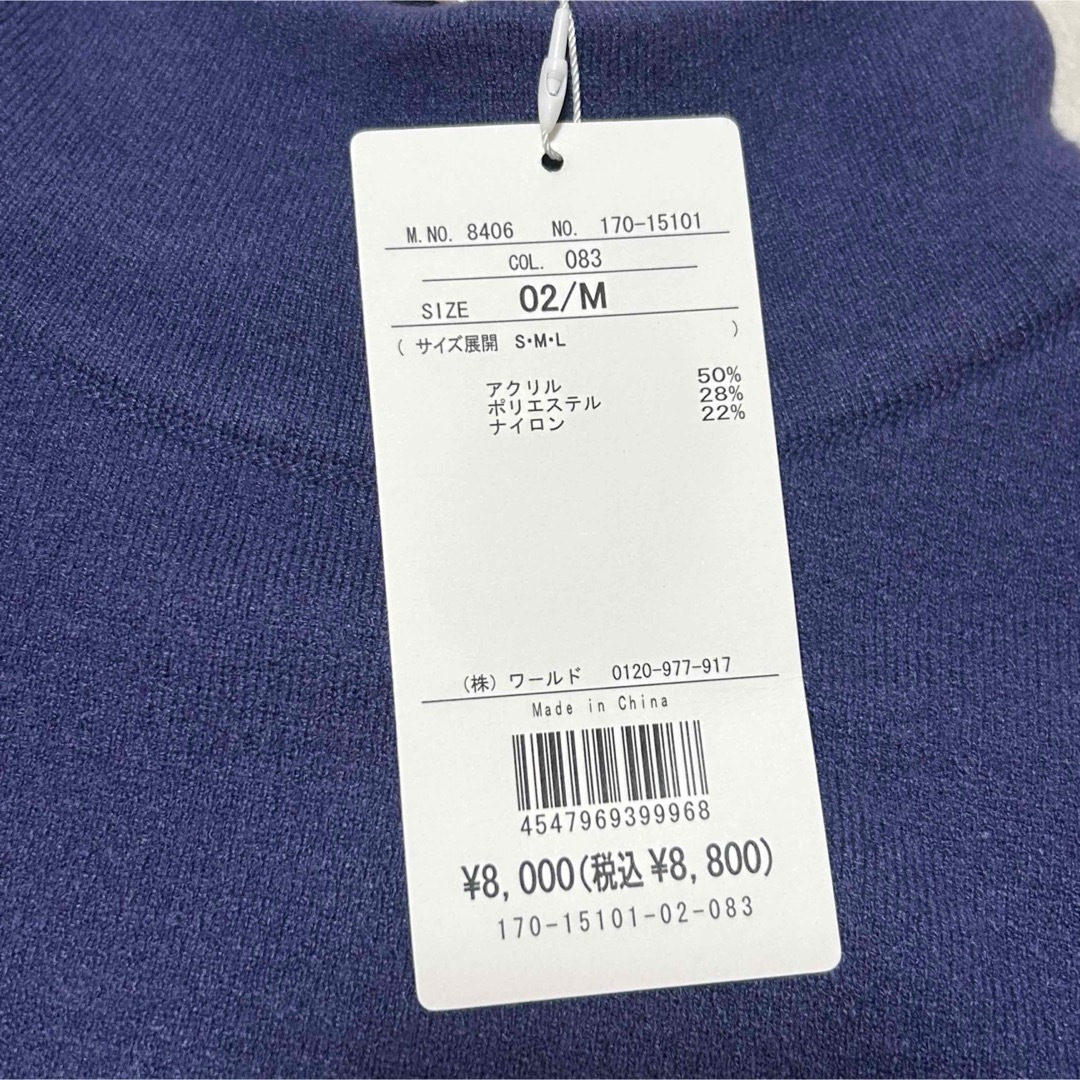 M.NO. 8406 NO. 170-15101
COL. 083
SIZE 02/M
( サイズ展開 S・M・L )
アクリル 50%
ポリエステル 28%
ナイロン 22%
(株) ワールド 0120-977-917
Made in China
4547969399968
¥8,000(税込¥8,800)
170-15101-02-083